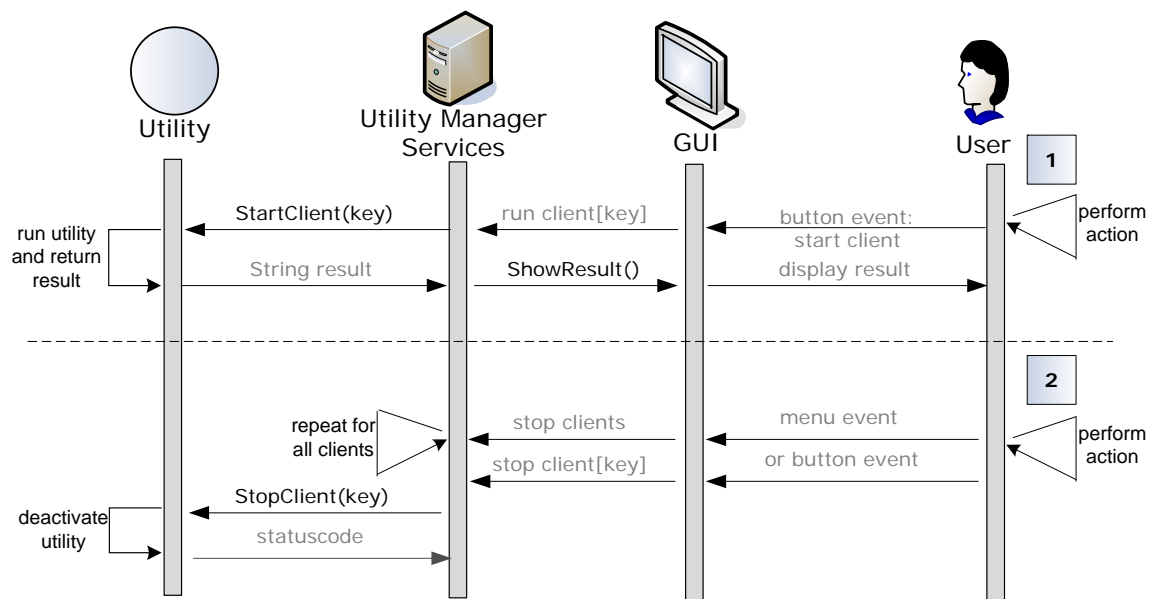 Utility
Utility Manager
Services
GUI
User
1
StartClient(key)
run client[key]
button event:
start client
perform
action
run utility
and return
result
String result
ShowResult()
display result
2
repeat for
all clients
stop clients
menu event
perform
action
stop client[key]
or button event
StopClient(key)
deactivate
utility
statuscode